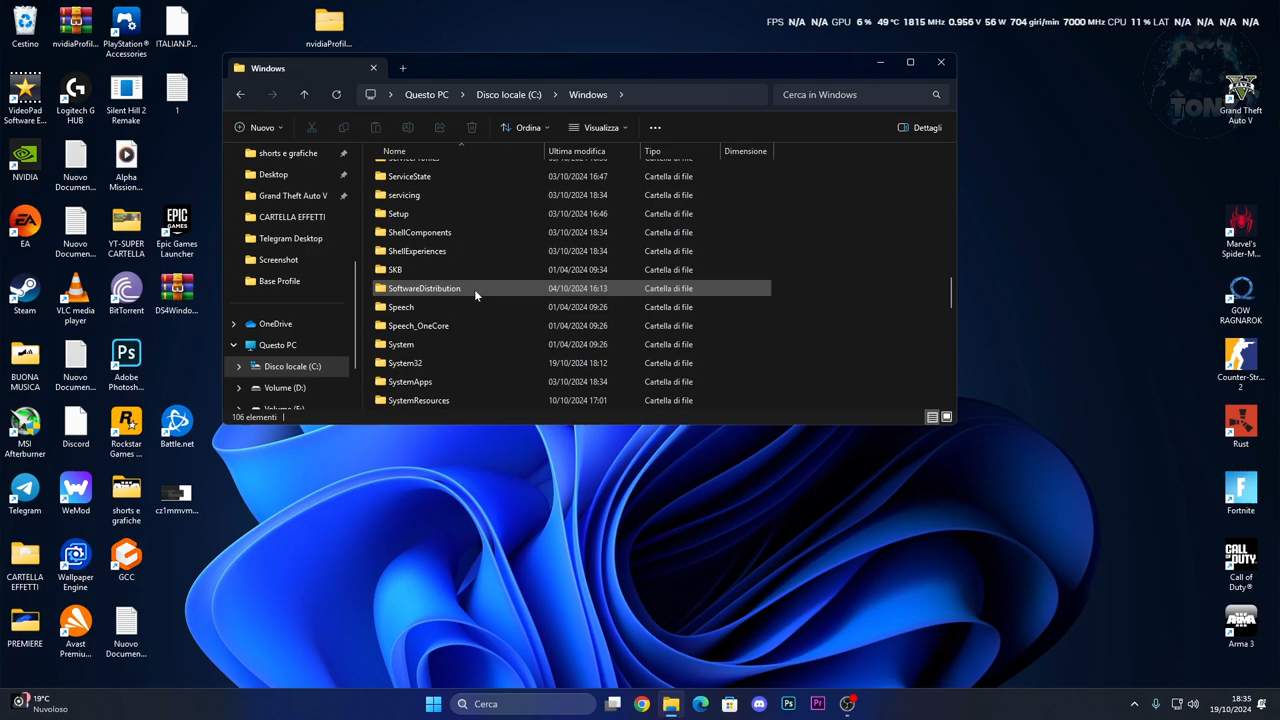 FPS N/A N/A CPU 6 % 49 °C 1815 MHz 0.956 V 56 W 704 giri/min 7000 MHz CPU 11 % LAT N/A N/A N/A N/A
Cestino
nvidiaProfil...
PlayStation® Accessories
ITALIAN.P...
nvidiaProfil...
VideoPad Software E...
Logitech G HUB
Silent Hill 2 Remake
1
NVIDIA
Nuovo Documen...
Alpha Mission...
EA
Nuovo Documen...
YT-SUPER CARTELLA
Epic Games Launcher
Steam
VLC media player
BitTorrent
DS4Window...
BUONA MUSICA
Nuovo Documen...
Adobe Photosh...
MSI Afterburner
Discord
Rockstar Games ...
Battle.net
Telegram
WeMod
shorts e grafiche
cz1mmvm...
CARTELLA EFFETTI
Wallpaper Engine
GCC
PREMIERE
Avast Premiu...
Nuovo Documen...
Windows
Questo PC
Disco locale (C:)
Windows
Cerca in Windows
Nuovo
Ordina
Visualizza
Dettagli
shorts e grafiche
Desktop
Grand Theft Auto V
CARTELLA EFFETTI
Telegram Desktop
Screenshot
Base Profile
OneDrive
Questo PC
Disco locale (C:)
Volume (D:)
106 elementi
Nome Ultima modifica Tipo Dimensione
ServiceState 03/10/2024 16:47 Cartella di file
servicing 03/10/2024 18:34 Cartella di file
Setup 03/10/2024 16:46 Cartella di file
ShellComponents 03/10/2024 18:34 Cartella di file
ShellExperiences 03/10/2024 18:34 Cartella di file
SKB 01/04/2024 09:34 Cartella di file
SoftwareDistribution 04/10/2024 16:13 Cartella di file
Speech 01/04/2024 09:26 Cartella di file
Speech_OneCore 01/04/2024 09:26 Cartella di file
System 01/04/2024 09:26 Cartella di file
System32 19/10/2024 18:12 Cartella di file
SystemApps 03/10/2024 18:34 Cartella di file
SystemResources 10/10/2024 17:01 Cartella di file
Grand Theft Auto V
Marvel's Spider-M...
GOW RAGNAROK
Counter-Str... 2
Rust
Fortnite
Call of Duty®
Arma 3
19°C
Nuvoloso
Cerca
18:35
19/10/2024